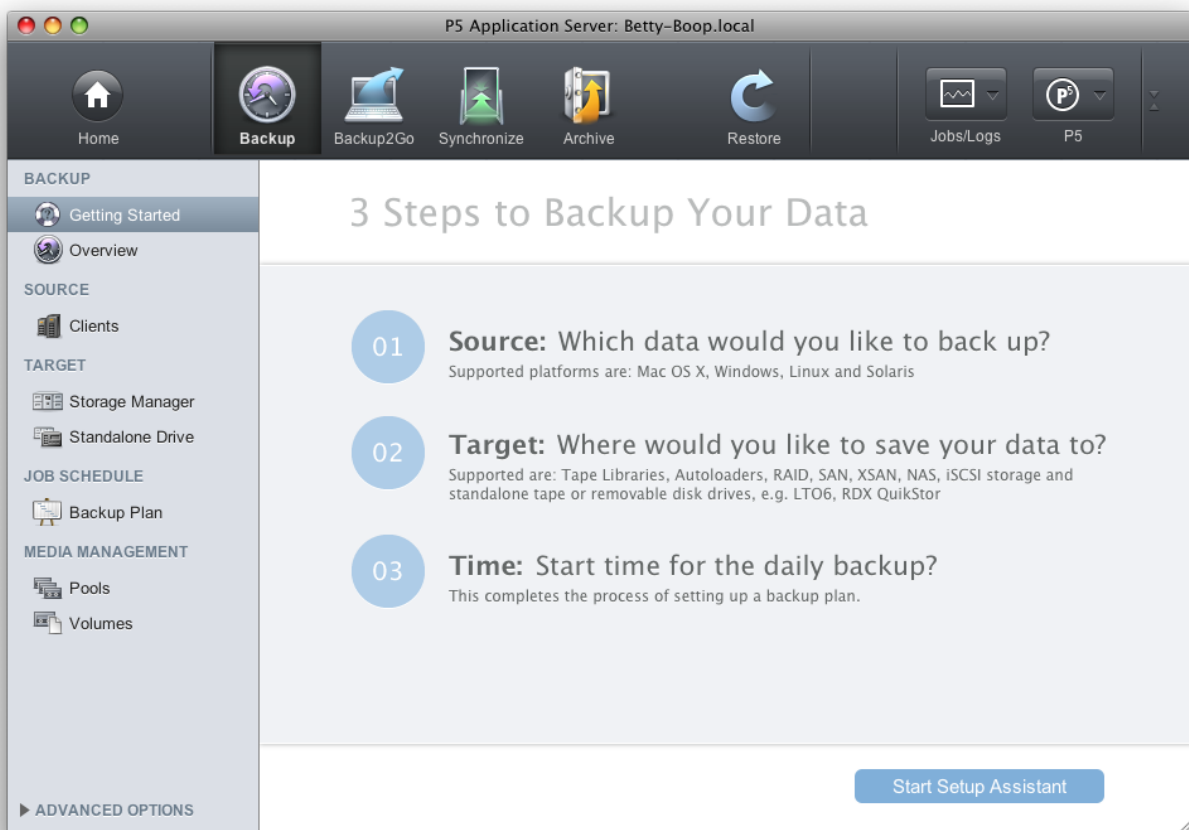 P5 Application Server: Betty-Boop.local
Home
Backup
Backup2Go
Synchronize
Archive
Restore
Jobs/Logs
P5
P5
BACKUP
Getting Started
Overview
SOURCE
Clients
TARGET
Storage Manager
Standalone Drive
JOB SCHEDULE
Backup Plan
MEDIA MANAGEMENT
Pools
Volumes
ADVANCED OPTIONS
3 Steps to Backup Your Data
01
Source: Which data would you like to back up?
Supported platforms are: Mac OS X, Windows, Linux and Solaris
02
Target: Where would you like to save your data to?
Supported are: Tape Libraries, Autoloaders, RAID, SAN, XSAN, NAS, iSCSI storage and
standalone tape or removable disk drives, e.g. LTO6, RDX QuikStor
03
Time: Start time for the daily backup?
This completes the process of setting up a backup plan.
Start Setup Assistant